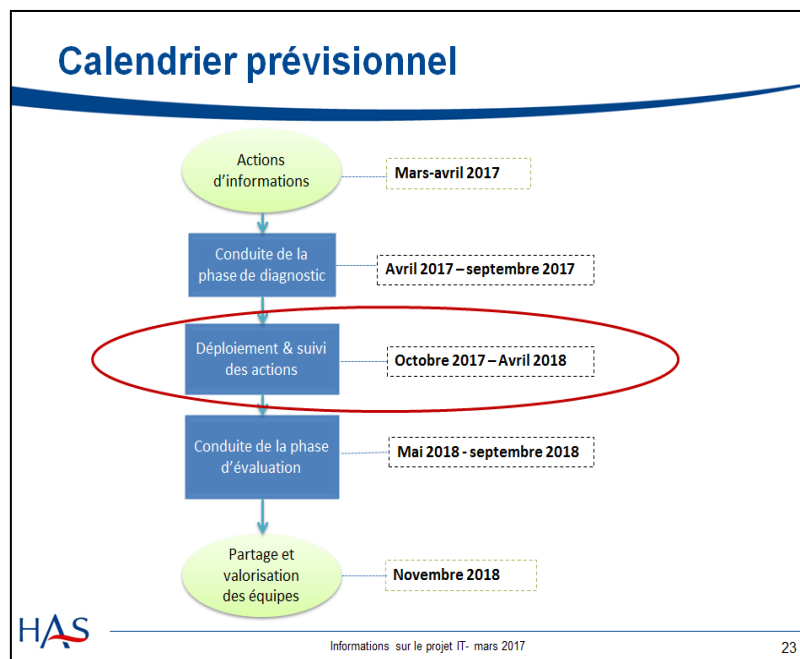 Calendrier prévisionnel
Actions
d'informations
Mars-avril 2017
Conduite de la
phase de diagnostic
Avril 2017 – septembre 2017
Déploiement & suivi
des actions
Octobre 2017 – Avril 2018
Conduite de la phase
d'évaluation
Mai 2018 - septembre 2018
Partage et
valorisation
des équipes
Novembre 2018
HAS
Informations sur le projet IT- mars 2017
23